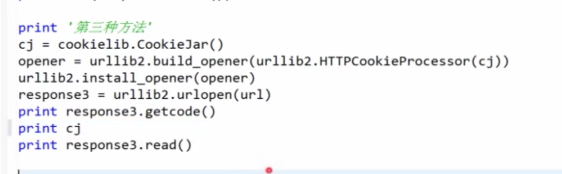 print '第三种方法'
cj = cookielib.CookieJar()
opener = urllib2.build_opener(urllib2.HTTPCookieProcessor(cj))
urllib2.install_opener(opener)
response3 = urllib2.urlopen(url)
print response3.getcode()
print cj
print response3.read()